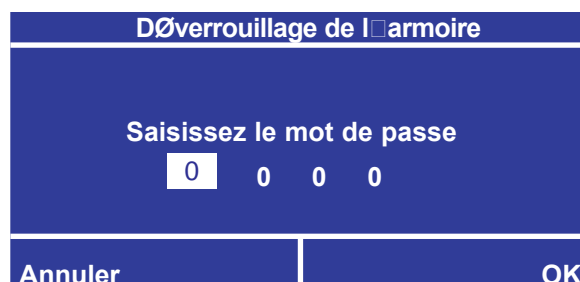 DØverrouillage de l□armoire
Saisissez le mot de passe
0 0 0 0
Annuler OK